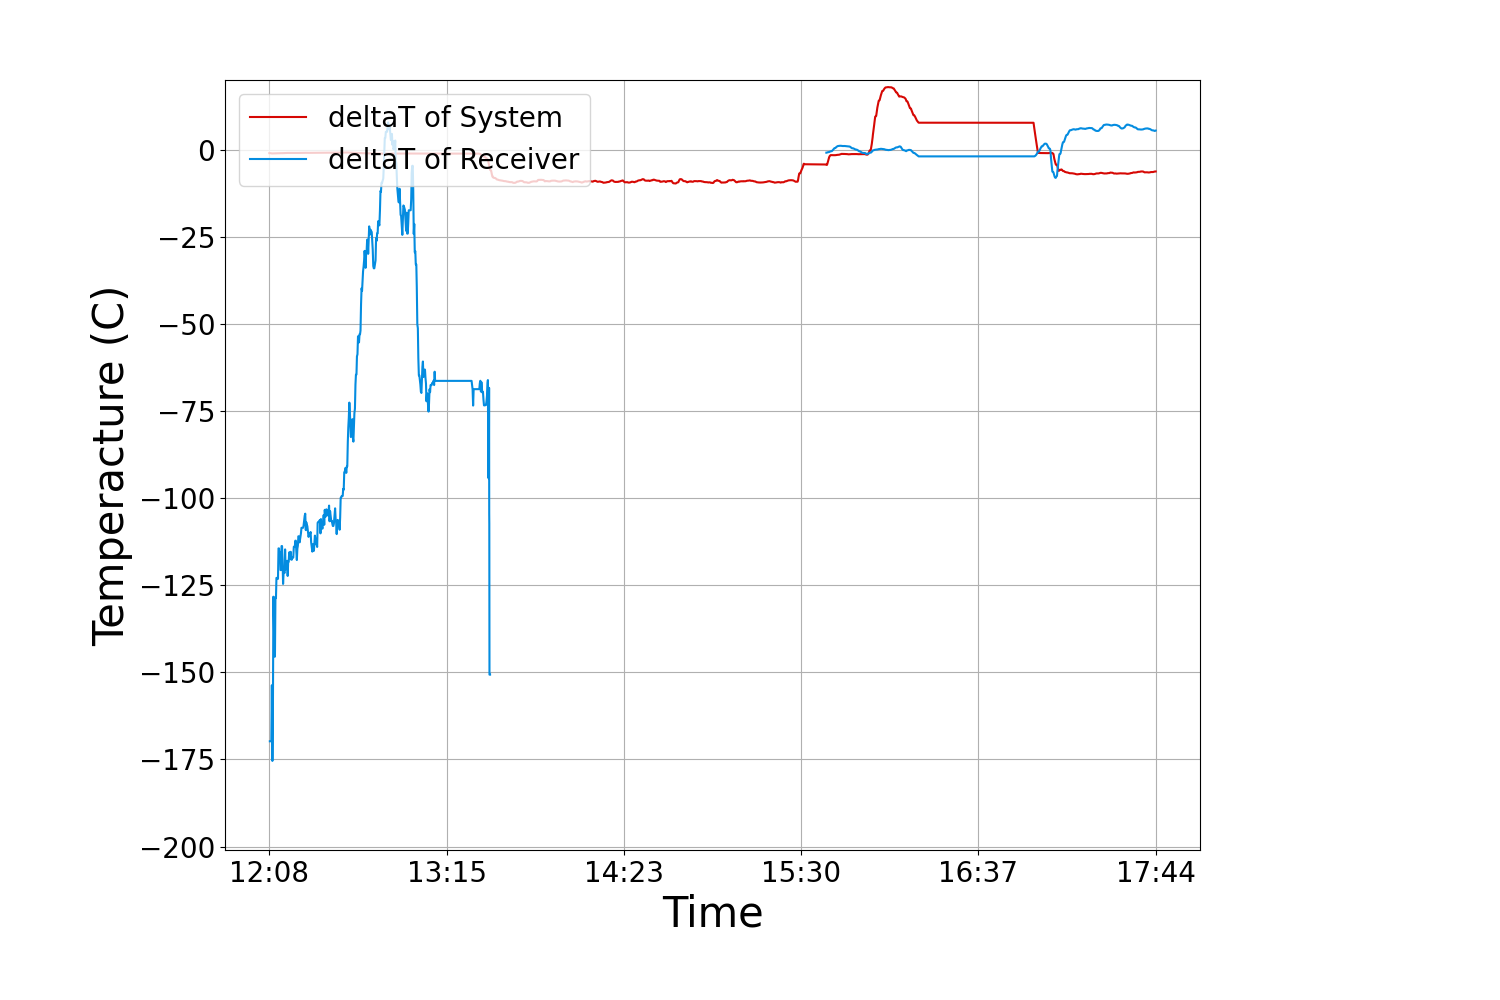 deltaT of System
deltaT of Receiver
0
−25
−50
−75
−100
−125
−150
−175
−200
Temperacture (C)
12:08 13:15 14:23 15:30 16:37 17:44
Time